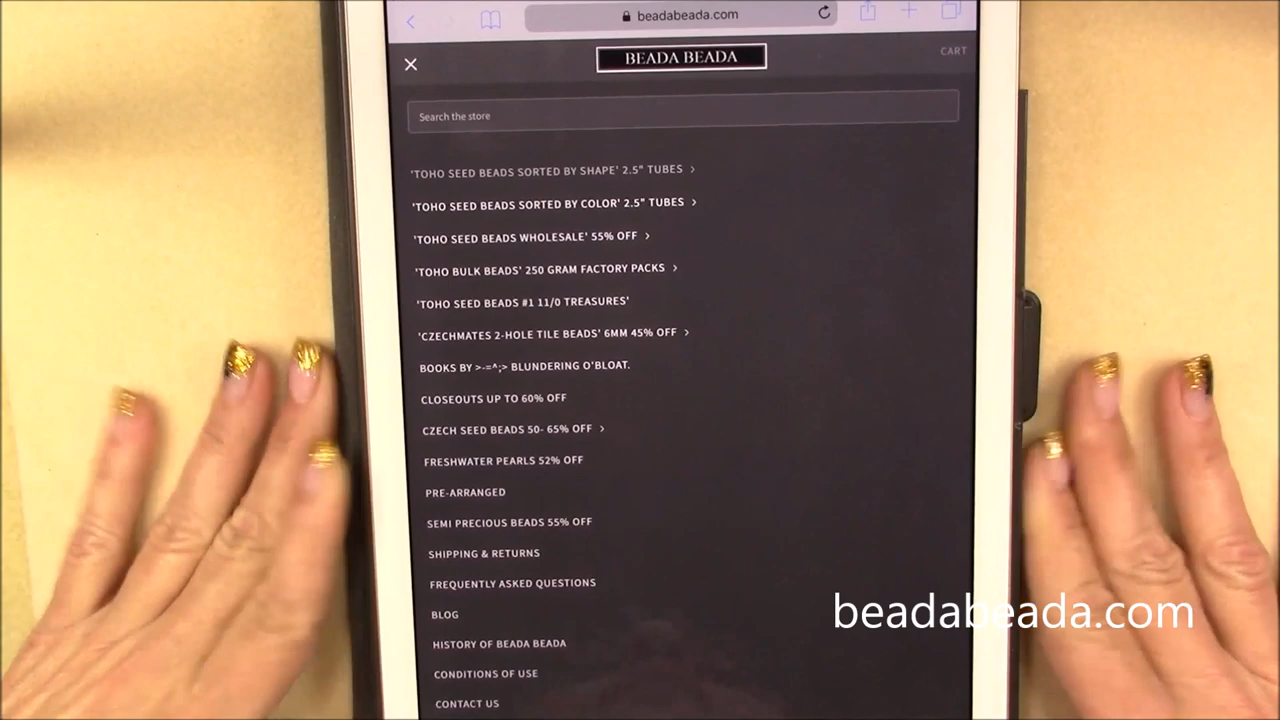 beadabeada.com
BEADA BEADA
CART
Search the store
'TOHO SEED BEADS SORTED BY SHAPE' 2.5" TUBES >
'TOHO SEED BEADS SORTED BY COLOR' 2.5" TUBES >
'TOHO SEED BEADS WHOLESALE' 55% OFF >
'TOHO BULK BEADS' 250 GRAM FACTORY PACKS >
'TOHO SEED BEADS #1 11/0 TREASURES'
'CZECHMATES 2-HOLE TILE BEADS' 6MM 45% OFF >
BOOKS BY >-=^;> BLUNDERING O'BLOAT.
CLOSEOUTS UP TO 60% OFF
CZECH SEED BEADS 50- 65% OFF >
FRESHWATER PEARLS 52% OFF
PRE-ARRANGED
SEMI PRECIOUS BEADS 55% OFF
SHIPPING & RETURNS
FREQUENTLY ASKED QUESTIONS
BLOG
beadabeada.com
HISTORY OF BEADA BEADA
CONDITIONS OF USE
CONTACT US